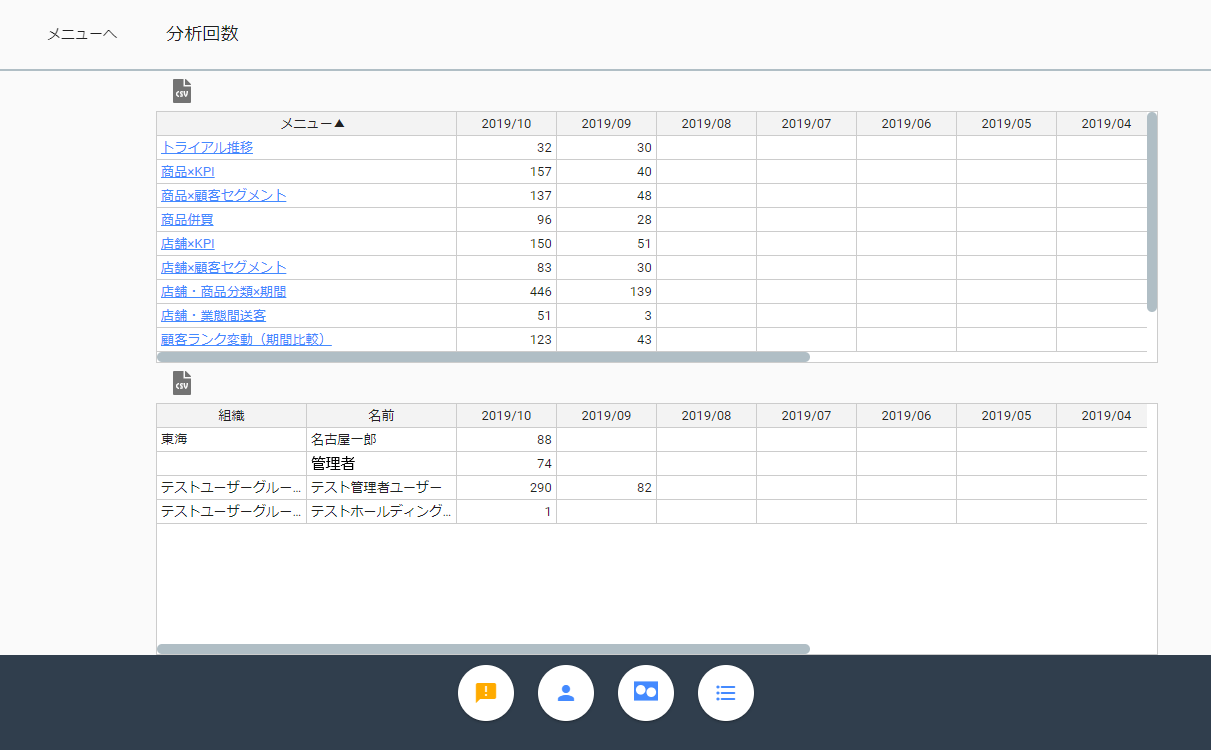 メニューへ 分析回数
CSV
メニュー▲ 2019/10 2019/09 2019/08 2019/07 2019/06 2019/05 2019/04
トライアル推移 32 30
商品×KPI 157 40
商品×顧客セグメント 137 48
商品併買 96 28
店舗×KPI 150 51
店舗×顧客セグメント 83 30
店舗・商品分類×期間 446 139
店舗・業態間送客 51 3
顧客ランク変動（期間比較） 123 43
CSV
組織 名前 2019/10 2019/09 2019/08 2019/07 2019/06 2019/05 2019/04
東海 名古屋一郎 88
管理者 74
テストユーザーグルー... テスト管理者ユーザー 290 82
テストユーザーグルー... テストホールディング... 1